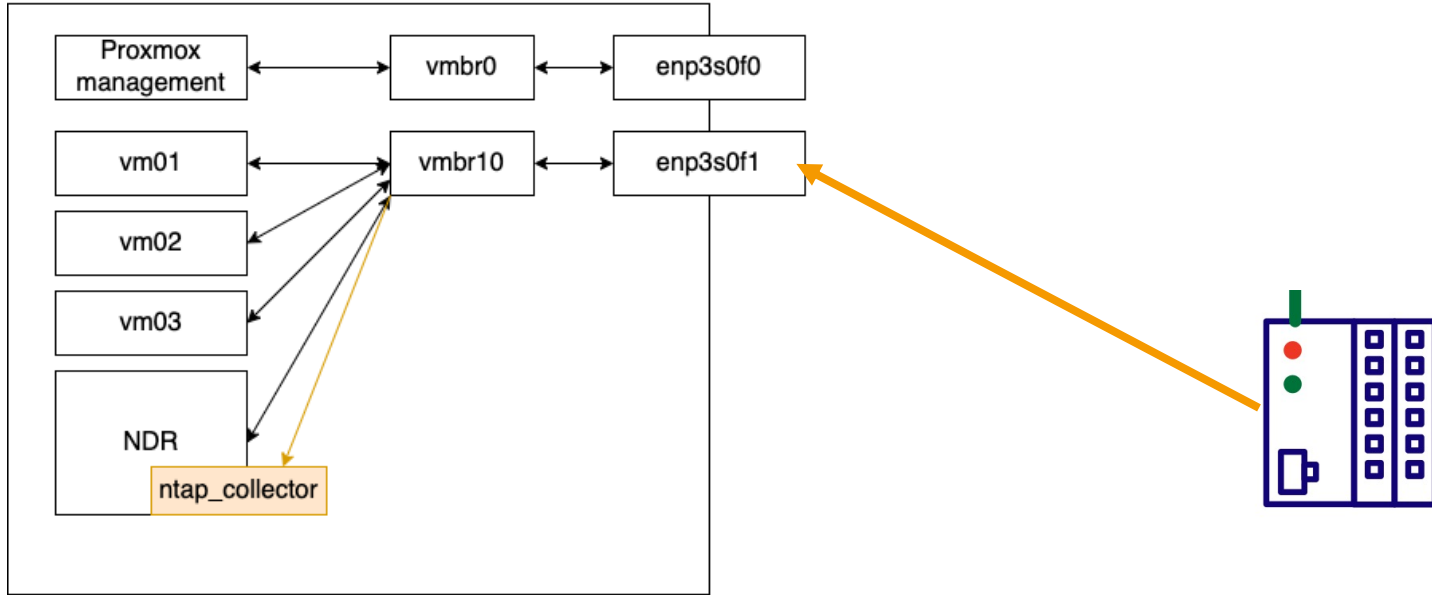 Proxmox
management
vmbr0
enp3s0f0
vm01
vmbr10
enp3s0f1
vm02
vm03
NDR
ntap_collector